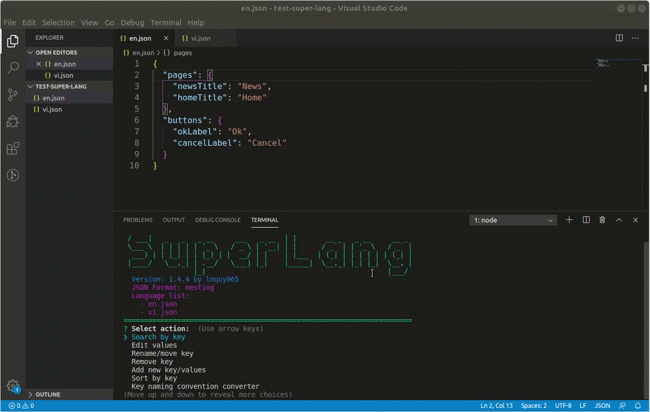 en.json - test-super-lang - Visual Studio Code
File Edit Selection View Go Debug Terminal Help
EXPLORER
OPEN EDITORS
en.json
vi.json
TEST-SUPER-LANG
en.json
vi.json
OUTLINE
en.json
vi.json
en.json > {} pages
1 {
2 "pages": {
3 "newsTitle": "News",
4 "homeTitle": "Home"
5 },
6 "buttons": {
7 "okLabel": "Ok",
8 "cancelLabel": "Cancel"
9 }
10 }
PROBLEMS OUTPUT DEBUG CONSOLE TERMINAL
1: node
Super Lang
Version: 1.4.4 by lnquy065
JSON Format: nesting
Language list:
- en.json
- vi.json
? Select action: (Use arrow keys)
❯ Search by key
Edit values
Rename/move key
Remove key
Add new key/values
Sort by key
Key naming convention converter
(Move up and down to reveal more choices)
1
0 0
Ln 2, Col 13 Spaces: 2 UTF-8 LF JSON